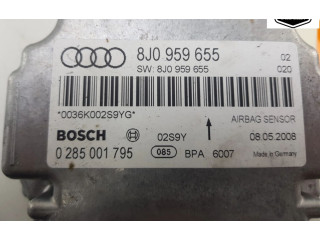 8J0 959 655 02
SW: 8J0 959 655 020
*0036K002S9YG*
BOSCH 02S9Y AIRBAG SENSOR
08.05.2008
0 285 001 795 085 BPA 6007 Made in Germany